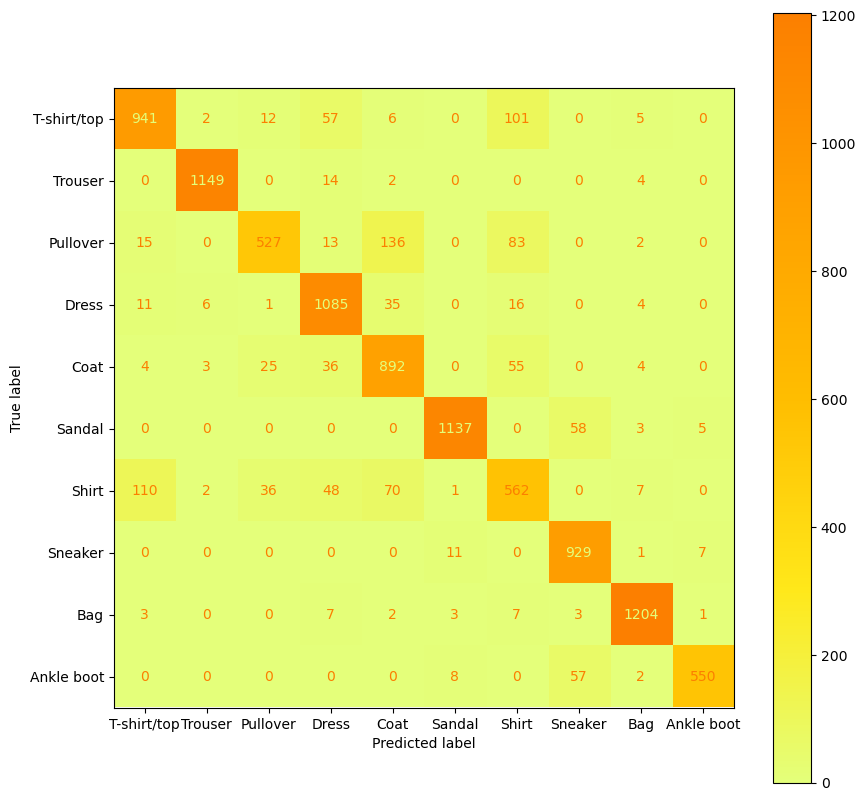 T-shirt/top 941 2 12 57 6 0 101 0 5 0
Trouser 0 1149 0 14 2 0 0 0 4 0
Pullover 15 0 527 13 136 0 83 0 2 0
Dress 11 6 1 1085 35 0 16 0 4 0
Coat 4 3 25 36 892 0 55 0 4 0
Sandal 0 0 0 0 0 1137 0 58 3 5
Shirt 110 2 36 48 70 1 562 0 7 0
Sneaker 0 0 0 0 0 11 0 929 1 7
Bag 3 0 0 7 2 3 7 3 1204 1
Ankle boot 0 0 0 0 0 8 0 57 2 550
T-shirt/top Trouser Pullover Dress Coat Sandal Shirt Sneaker Bag Ankle boot
Predicted label
True label
1200
1000
800
600
400
200
0